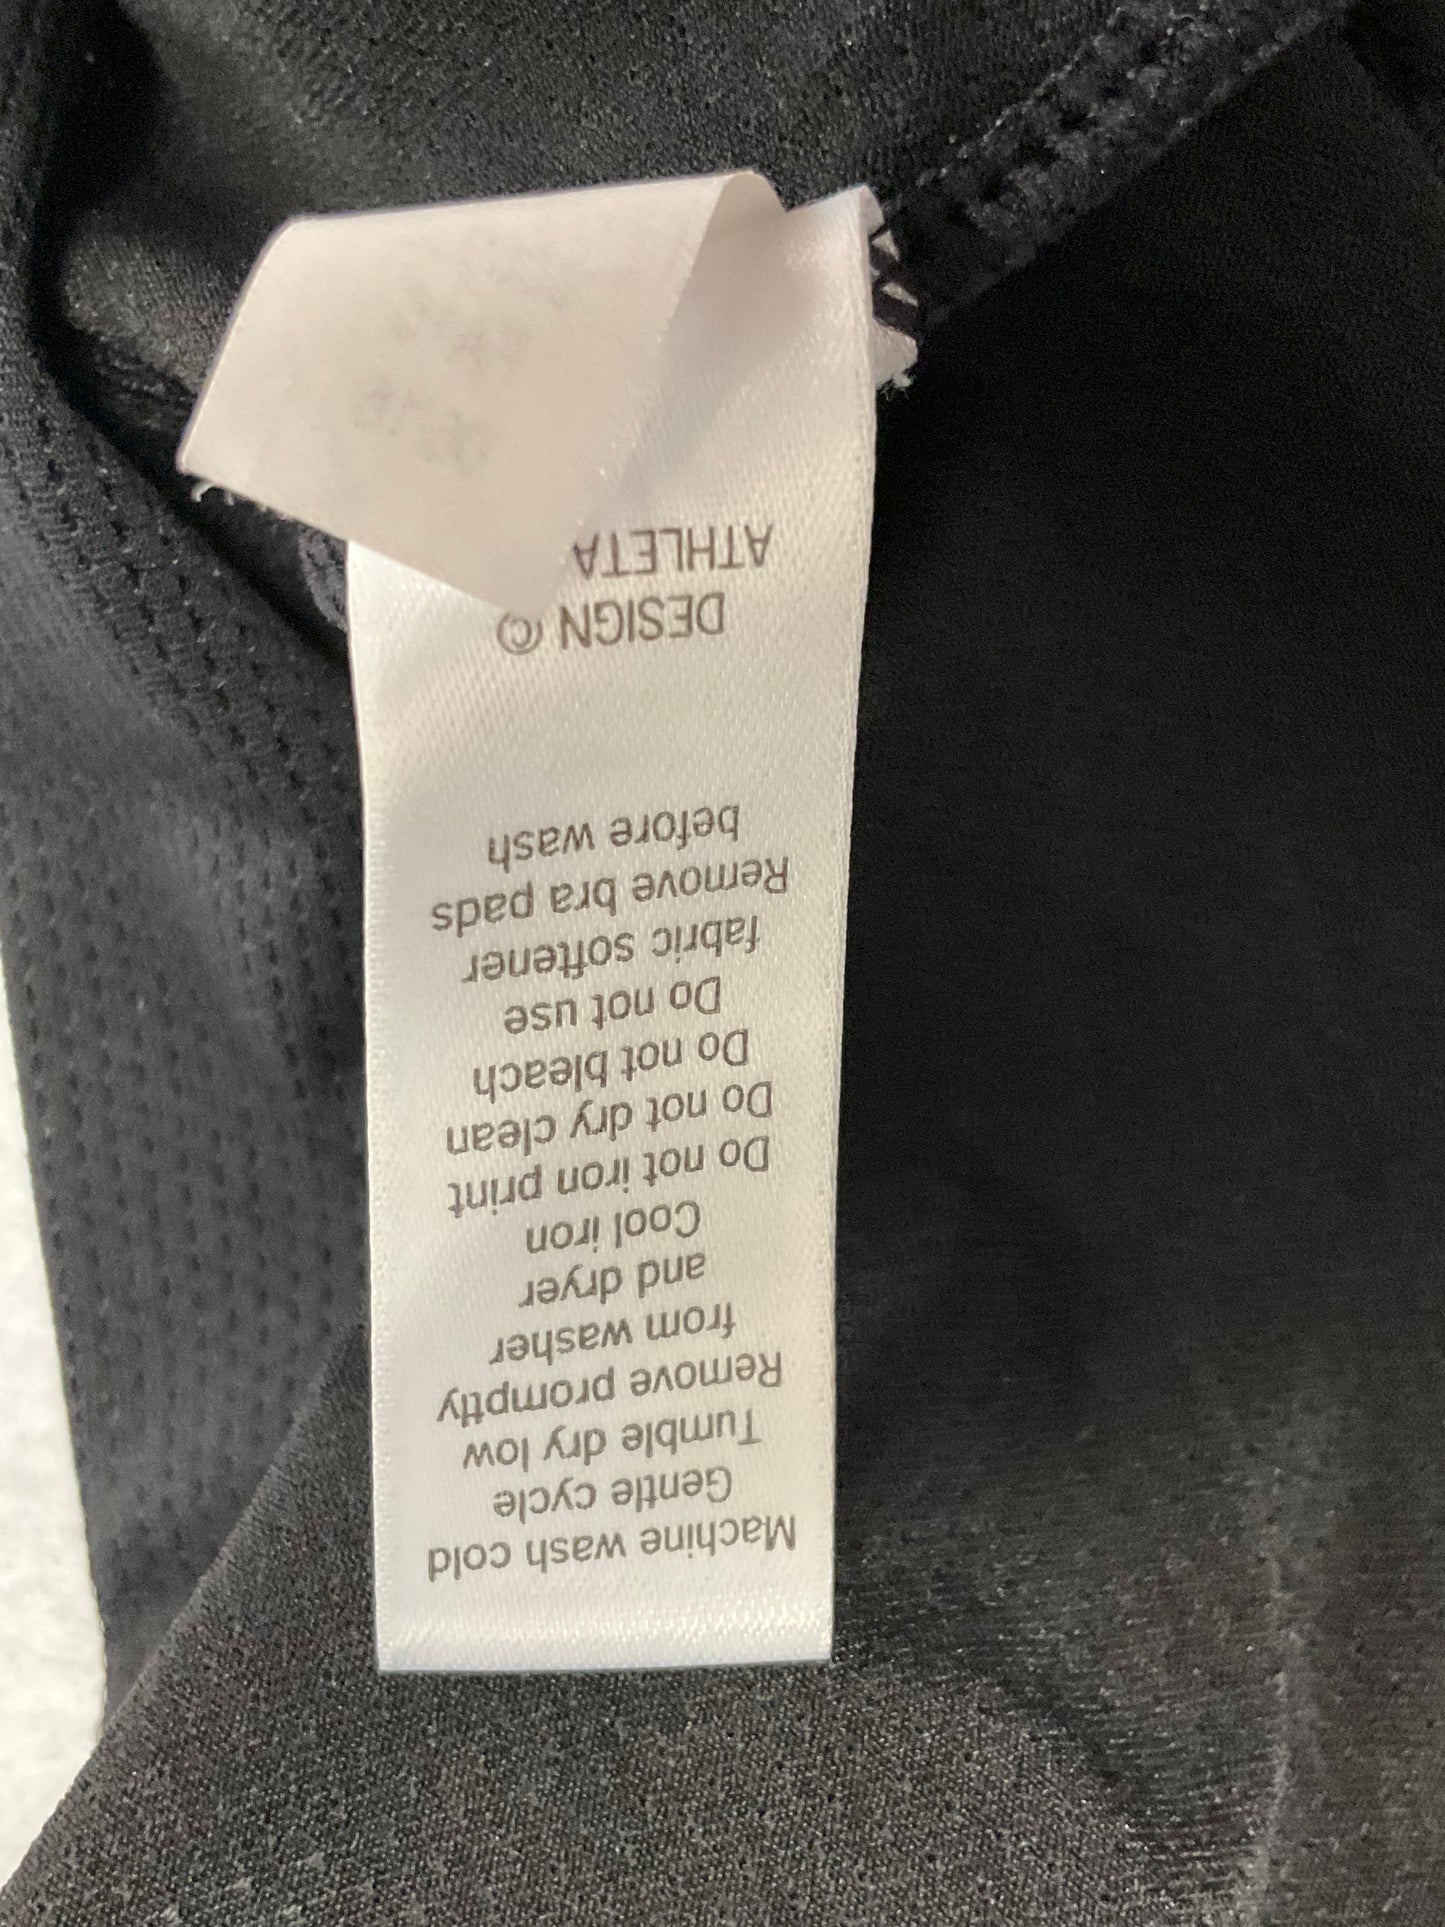 Machine wash cold
Gentle cycle
Tumble dry low
Remove promptly
from washer
and dryer
Cool iron
Do not iron print
Do not dry clean
Do not bleach
Do not use
fabric softener
Remove bra pads
before wash
DESIGN ©
ATHLETA